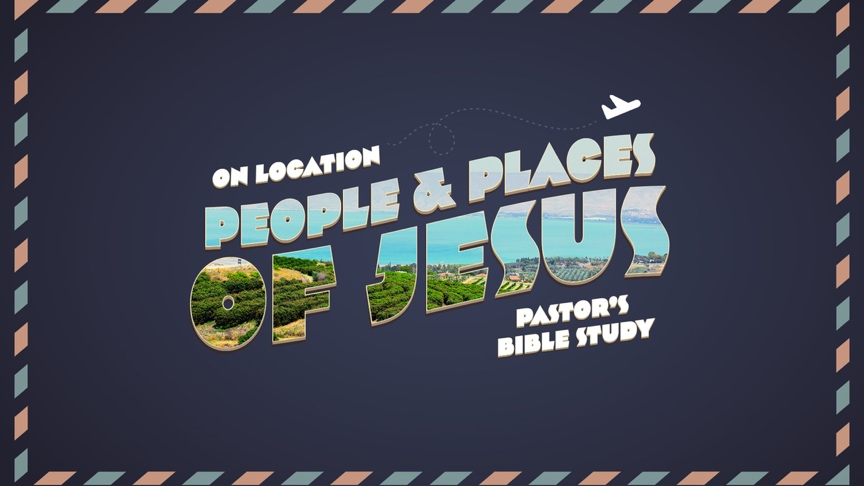 ON LOCATION
PEOPLE & PLACES
OF JESUS
PASTOR'S
BIBLE STUDY